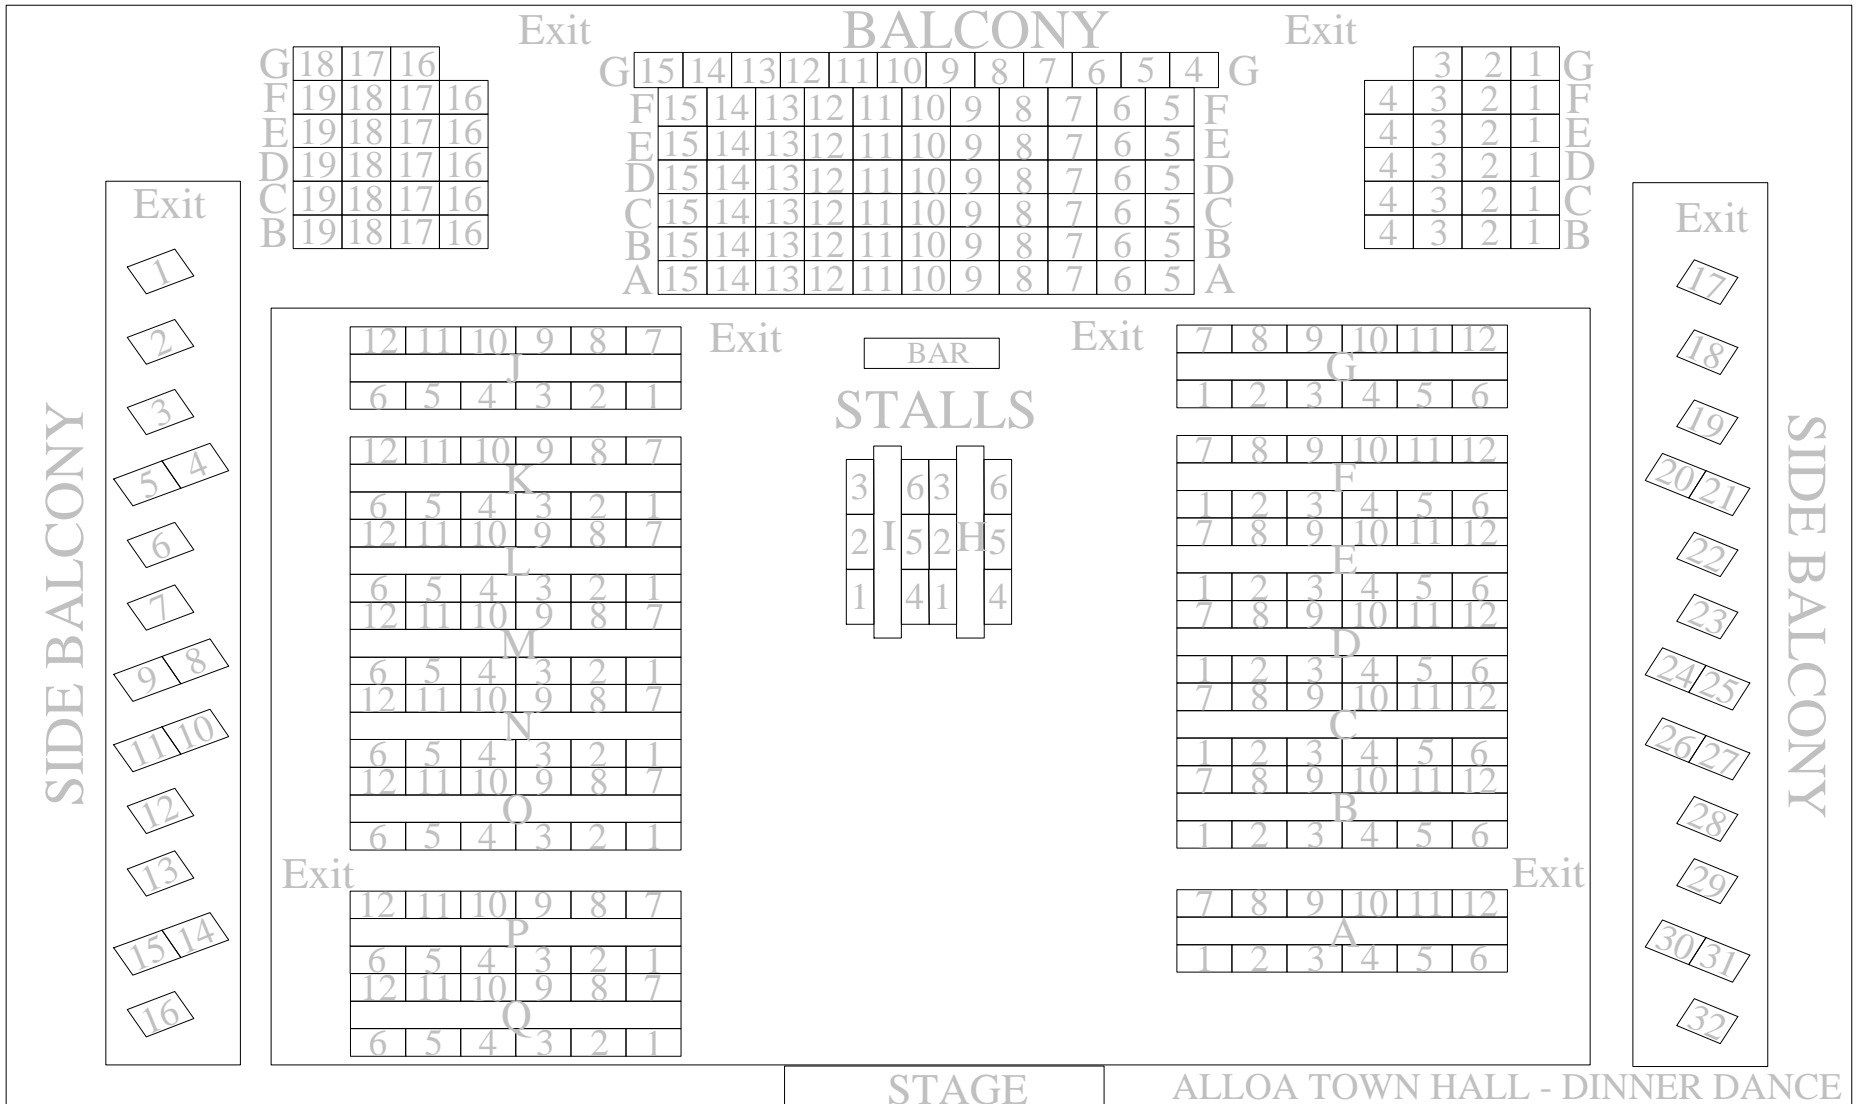 Exit BALCONY Exit
G 18 17 16
F 19 18 17 16
E 19 18 17 16
D 19 18 17 16
C 19 18 17 16
B 19 18 17 16
G 15 14 13 12 11 10 9 8 7 6 5 4 G
F 15 14 13 12 11 10 9 8 7 6 5 F
E 15 14 13 12 11 10 9 8 7 6 5 E
D 15 14 13 12 11 10 9 8 7 6 5 D
C 15 14 13 12 11 10 9 8 7 6 5 C
B 15 14 13 12 11 10 9 8 7 6 5 B
A 15 14 13 12 11 10 9 8 7 6 5 A
3 2 1 G
4 3 2 1 F
4 3 2 1 E
4 3 2 1 D
4 3 2 1 C
4 3 2 1 B
SIDE BALCONY
Exit
1
2
3
5 4
6
7
9 8
11 10
12
13
15 14
16
Exit
12 11 10 9 8 7
J
6 5 4 3 2 1
12 11 10 9 8 7
K
6 5 4 3 2 1
12 11 10 9 8 7
L
6 5 4 3 2 1
12 11 10 9 8 7
M
6 5 4 3 2 1
12 11 10 9 8 7
N
6 5 4 3 2 1
12 11 10 9 8 7
O
6 5 4 3 2 1
Exit
12 11 10 9 8 7
P
6 5 4 3 2 1
12 11 10 9 8 7
Q
6 5 4 3 2 1
BAR
STALLS
3 6 3 6
2 I 5 2 H 5
1 4 1 4
Exit
7 8 9 10 11 12
G
1 2 3 4 5 6
7 8 9 10 11 12
F
1 2 3 4 5 6
7 8 9 10 11 12
E
1 2 3 4 5 6
7 8 9 10 11 12
D
1 2 3 4 5 6
7 8 9 10 11 12
C
1 2 3 4 5 6
7 8 9 10 11 12
B
1 2 3 4 5 6
Exit
7 8 9 10 11 12
A
1 2 3 4 5 6
Exit
17
18
19
20 21
22
23
24 25
26 27
28
29
30 31
32
SIDE BALCONY
STAGE
ALLOA TOWN HALL - DINNER DANCE